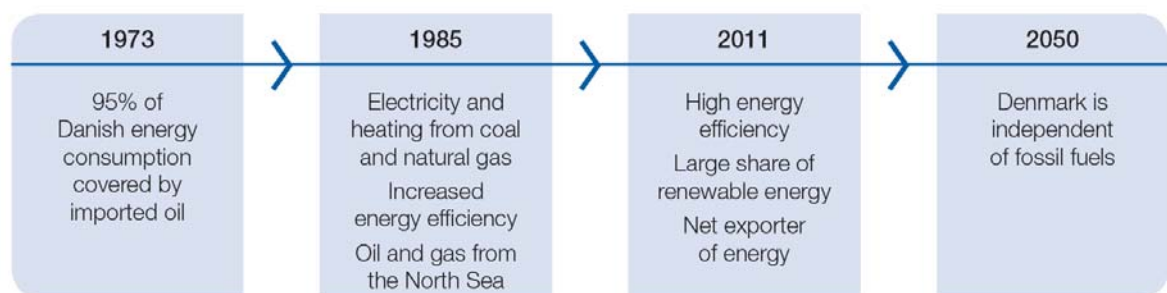 1973
95% of
Danish energy
consumption
covered by
imported oil
1985
Electricity and
heating from coal
and natural gas
Increased
energy efficiency
Oil and gas from
the North Sea
2011
High energy
efficiency
Large share of
renewable energy
Net exporter
of energy
2050
Denmark is
independent
of fossil fuels